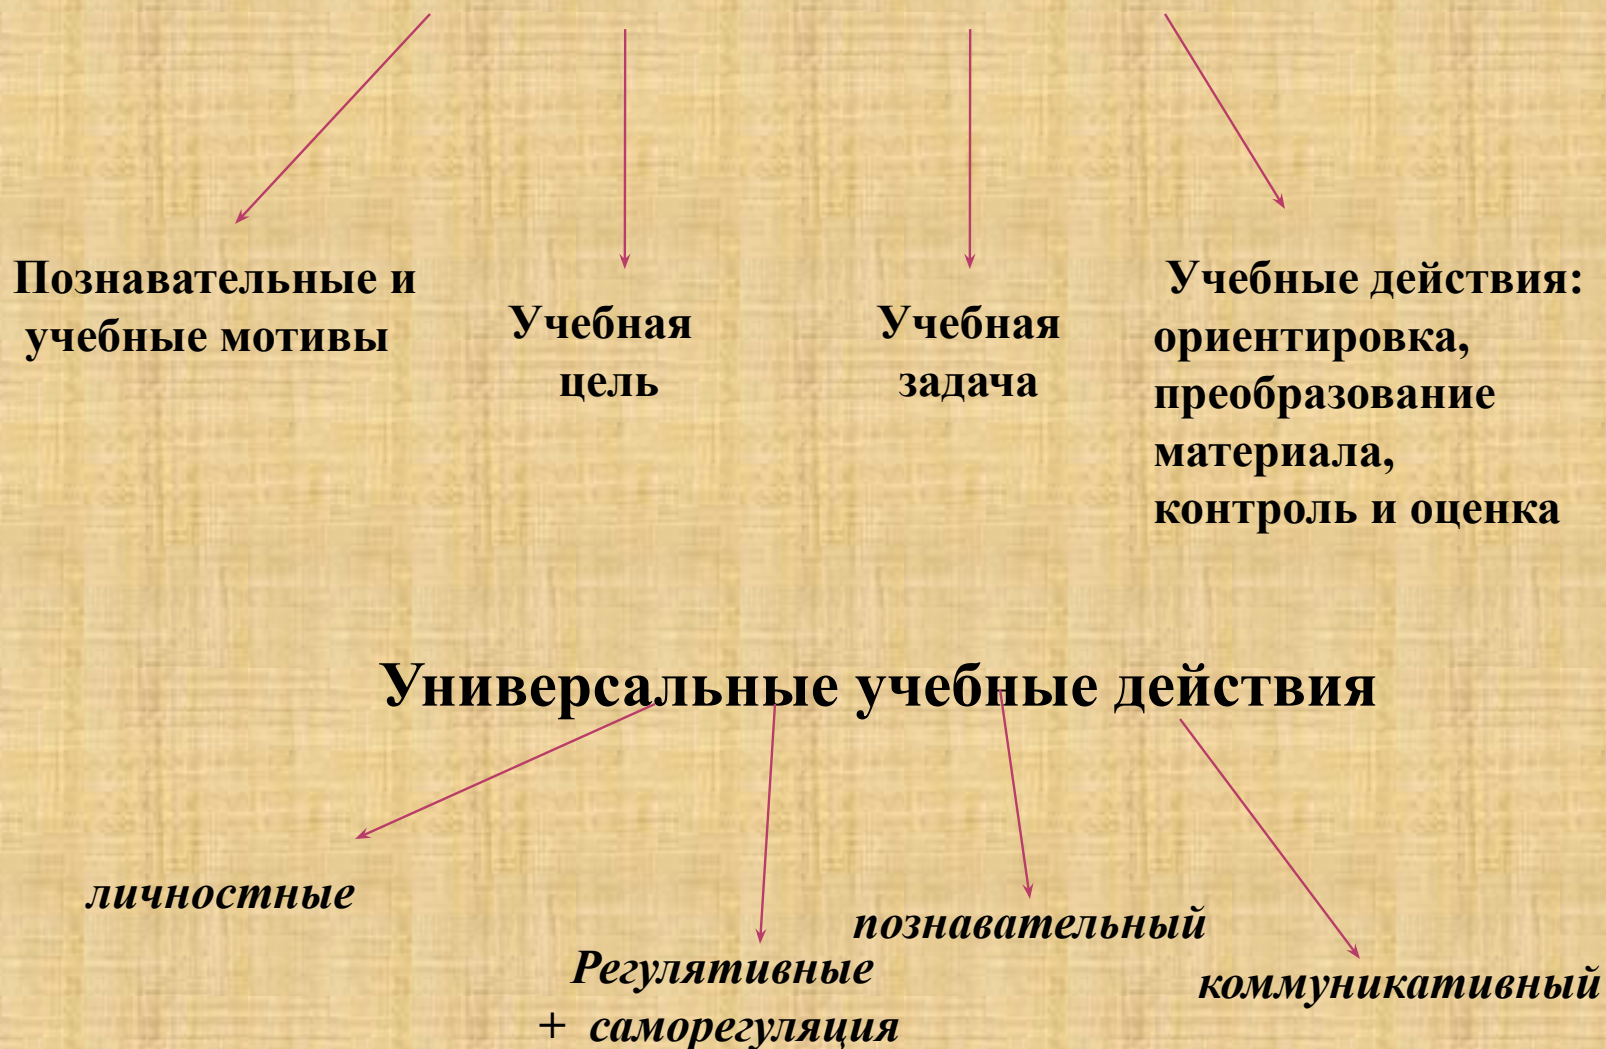 Познавательные и
учебные мотивы
Учебная
цель
Учебная
задача
Учебные действия:
ориентировка,
преобразование
материала,
контроль и оценка
Универсальные учебные действия
личностные
Регулятивные
+ саморегуляция
познавательный
коммуникативный